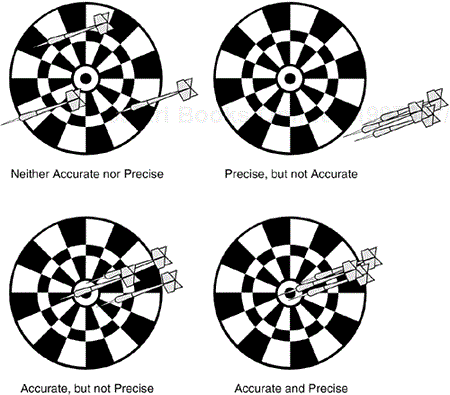 Neither Accurate nor Precise
Precise, but not Accurate
Accurate, but not Precise
Accurate and Precise